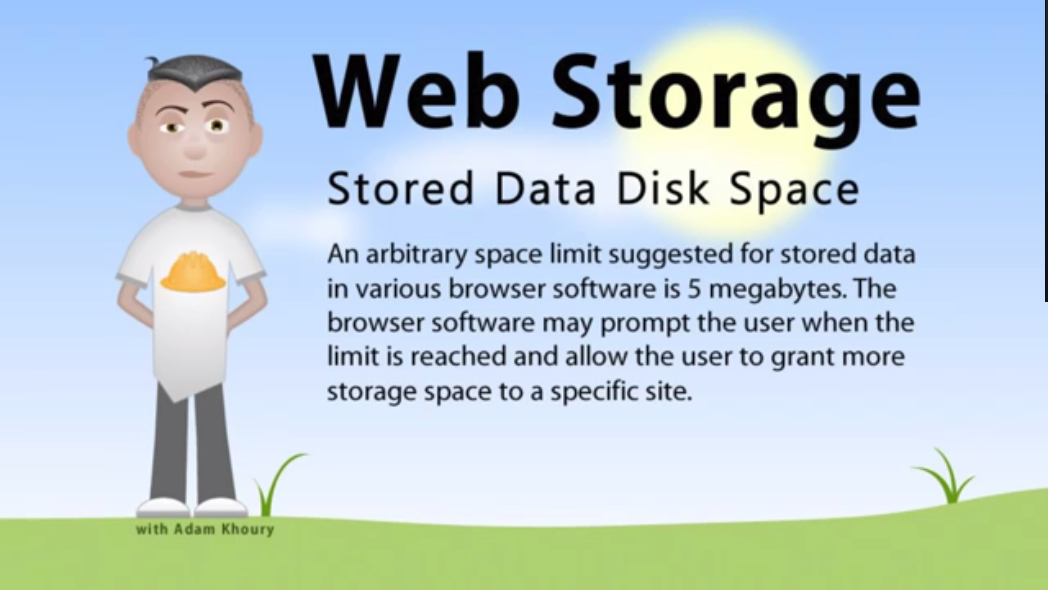 Web Storage
Stored Data Disk Space
An arbitrary space limit suggested for stored data
in various browser software is 5 megabytes. The
browser software may prompt the user when the
limit is reached and allow the user to grant more
storage space to a specific site.
with Adam Khoury